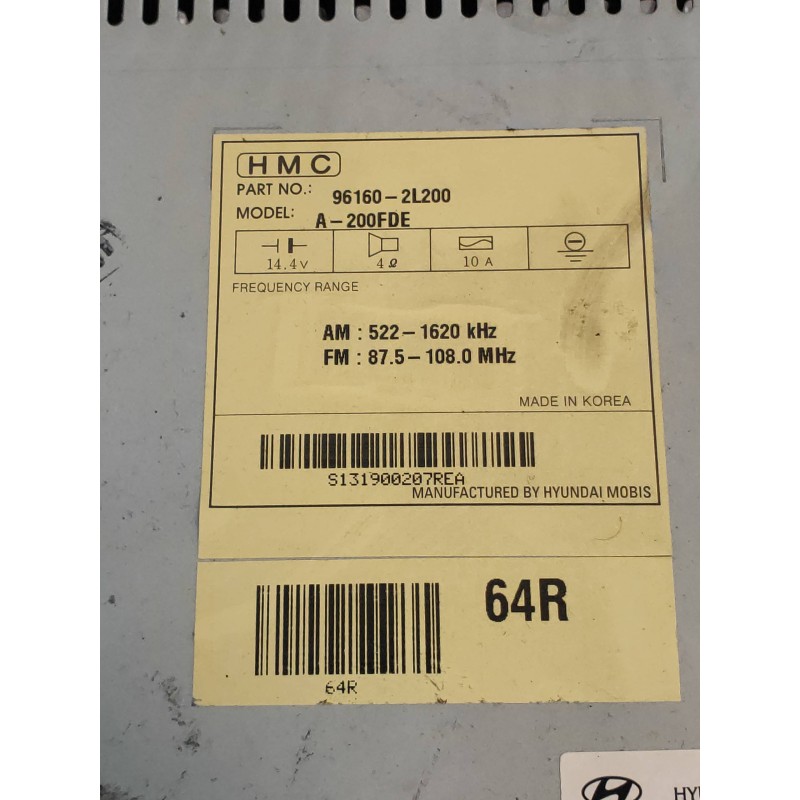 HMC
PART NO.: 96160-2L200
MODEL: A-200FDE
14.4V 4Ω 10 A
FREQUENCY RANGE
AM : 522-1620 kHz
FM : 87.5-108.0 MHz
MADE IN KOREA
S131900207REA
MANUFACTURED BY HYUNDAI MOBIS
64R
64R